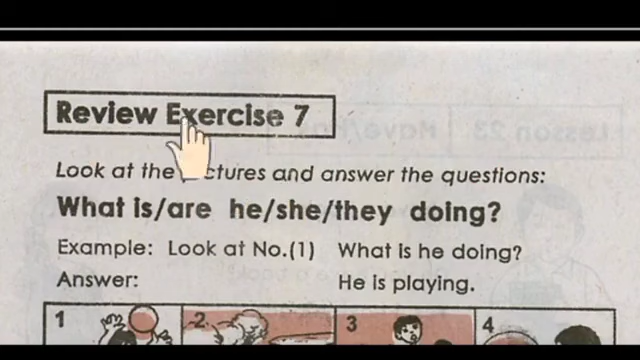 Review Exercise 7
Look at the pictures and answer the questions:
What is/are he/she/they doing?
Example: Look at No.(1) What is he doing?
Answer: He is playing.
1 2 3 4